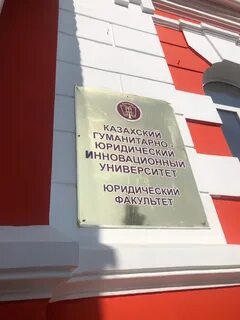 КАЗАХСКИЙ
ГУМАНИТАРНО -
ЮРИДИЧЕСКИЙ
ИННОВАЦИОННЫЙ
УНИВЕРСИТЕТ
ЮРИДИЧЕСКИЙ
ФАКУЛЬТЕТ